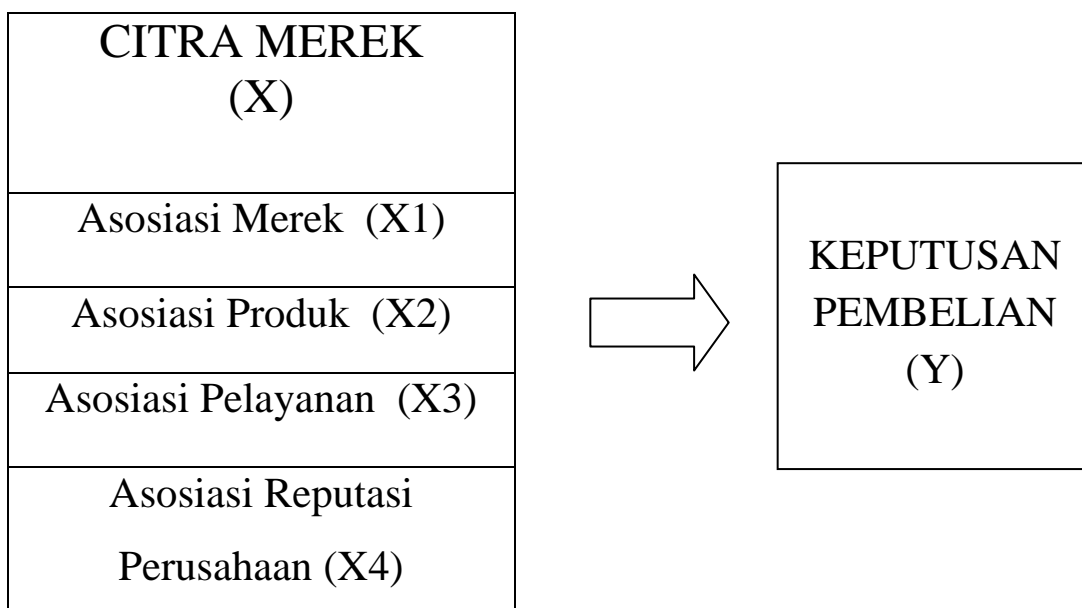 CITRA MEREK
(X)
Asosiasi Merek (X1)
Asosiasi Produk (X2)
Asosiasi Pelayanan (X3)
Asosiasi Reputasi
Perusahaan (X4)
KEPUTUSAN
PEMBELIAN
(Y)